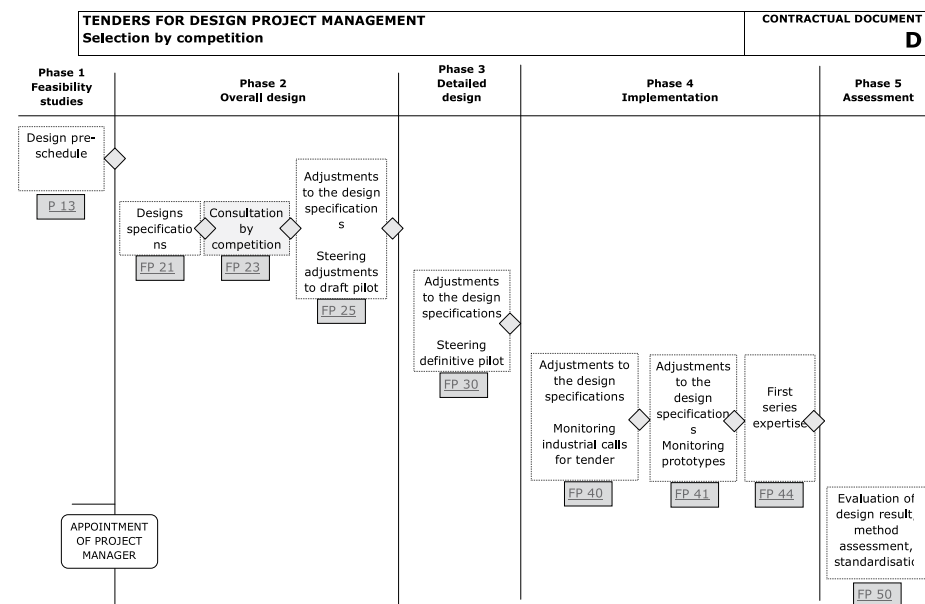 TENDERS FOR DESIGN PROJECT MANAGEMENT
Selection by competition
CONTRACTUAL DOCUMENT
D
Phase 1
Feasibility
studies
Phase 2
Overall design
Phase 3
Detailed
design
Phase 4
Implementation
Phase 5
Assessment
Design pre-
schedule
P 13
Designs
specificatio
ns
FP 21
Consultation
by
competition
FP 23
Adjustments
to the design
specification
s
Steering
adjustments
to draft pilot
FP 25
Adjustments
to the design
specifications
Steering
definitive pilot
FP 30
Adjustments to
the design
specifications
Monitoring
industrial calls
for tender
FP 40
Adjustments
to the
design
specification
s
Monitoring
prototypes
FP 41
First
series
expertise
FP 44
APPOINTMENT
OF PROJECT
MANAGER
Evaluation of
design result,
method
assessment,
standardisatic
FP 50